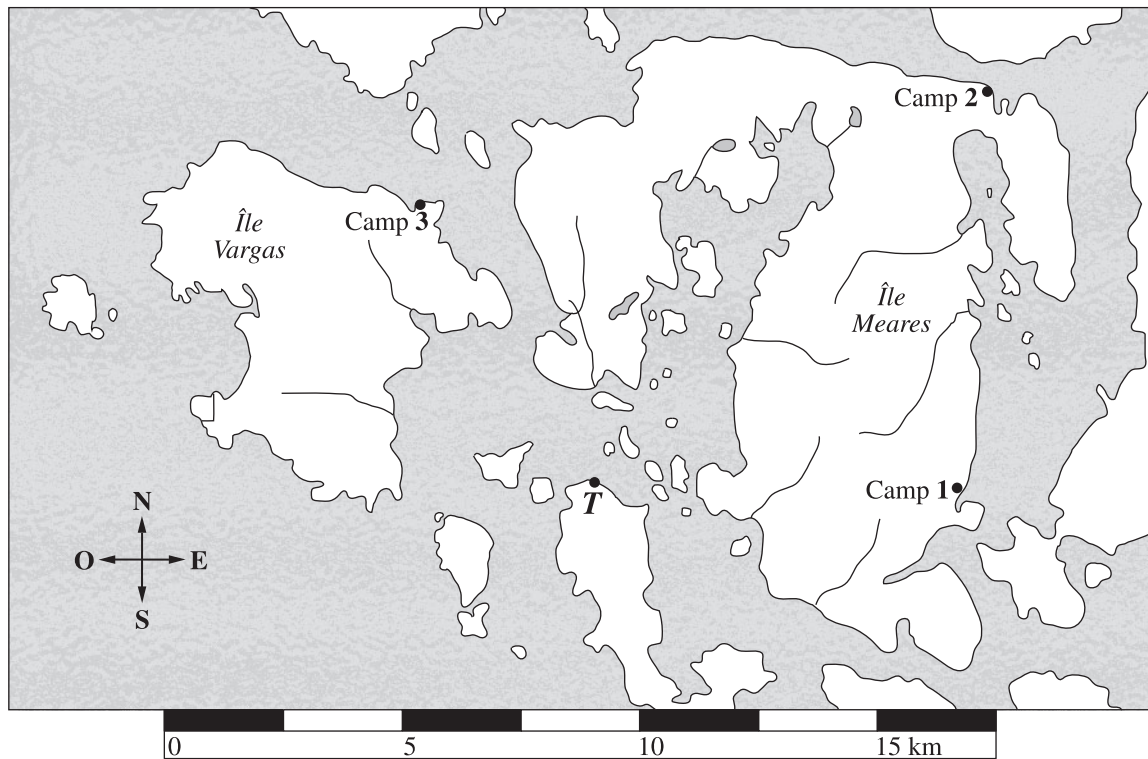 Camp 2
Île
Vargas
Camp 3
Île
Meares
Camp 1
T
N
O E
S
0 5 10 15 km